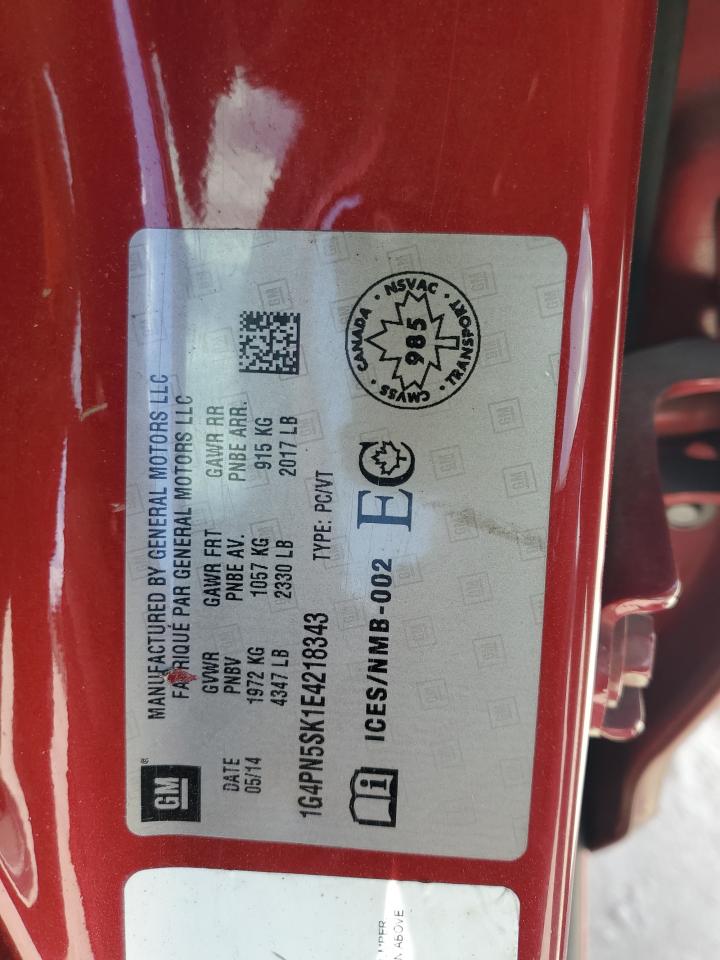 MANUFACTURED BY GENERAL MOTORS LLC
FABRIQUÉ PAR GENERAL MOTORS LLC
GM
DATE GVWR GAWR FRT GAWR RR
05/14 PNBV PNBE AV. PNBE ARR.
1972 KG 1057 KG 915 KG
4347 LB 2330 LB 2017 LB
1G4PN5SK1E4218343 TYPE: PC/VT
ICES/NMB-002 EC
CANADA · NSVAC · TRANSPORT · CMVSS ·
985
N ABOVE